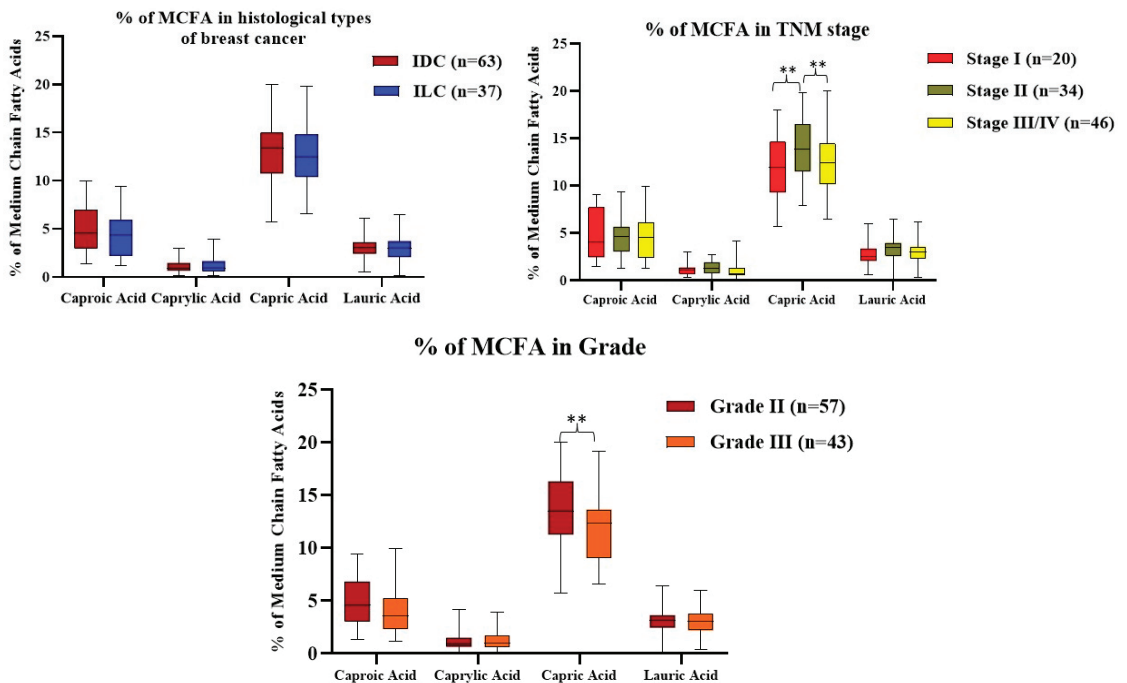 % of MCFA in histological types
of breast cancer
% of Medium Chain Fatty Acids
25
20
15
10
5
0
IDC (n=63)
ILC (n=37)
Caproic Acid Caprylic Acid Capric Acid Lauric Acid
% of MCFA in TNM stage
% of Medium Chain Fatty Acids
25
20
15
10
5
0
** **
Stage I (n=20)
Stage II (n=34)
Stage III/IV (n=46)
Caproic Acid Caprylic Acid Capric Acid Lauric Acid
% of MCFA in Grade
% of Medium Chain Fatty Acids
25
20
15
10
5
0
**
Grade II (n=57)
Grade III (n=43)
Caproic Acid Caprylic Acid Capric Acid Lauric Acid